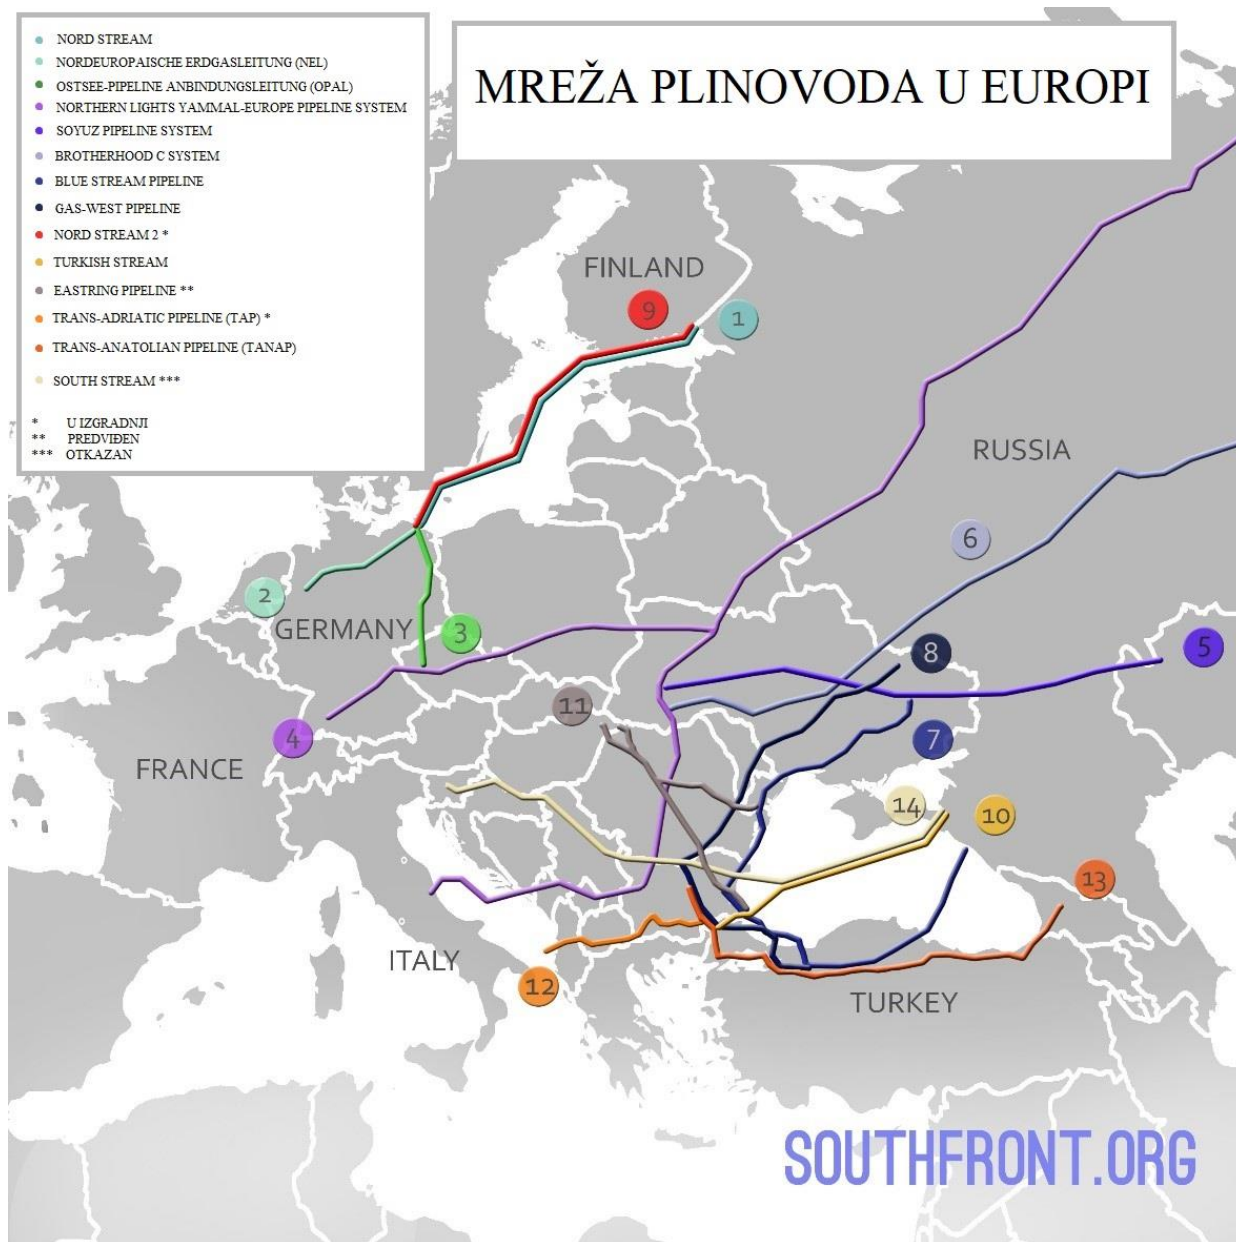 NORD STREAM
NORDEUROPAISCHE ERDGASLEITUNG (NEL)
OSTSEE-PIPELINE ANBINDUNGSLEITUNG (OPAL)
NORTHERN LIGHTS YAMMAL-EUROPE PIPELINE SYSTEM
SOYUZ PIPELINE SYSTEM
BROTHERHOOD C SYSTEM
BLUE STREAM PIPELINE
GAS-WEST PIPELINE
NORD STREAM 2 *
TURKISH STREAM
EASTRING PIPELINE **
TRANS-ADRIATIC PIPELINE (TAP) *
TRANS-ANATOLIAN PIPELINE (TANAP)
SOUTH STREAM ***
* U IZGRADNJI
** PREDVIĐEN
*** OTKAZAN
MREŽA PLINOVODA U EUROPI
FINLAND
9
1
RUSSIA
6
2
GERMANY
3
8
5
11
4
7
FRANCE
14
10
13
ITALY
12
TURKEY
SOUTHFRONT.ORG